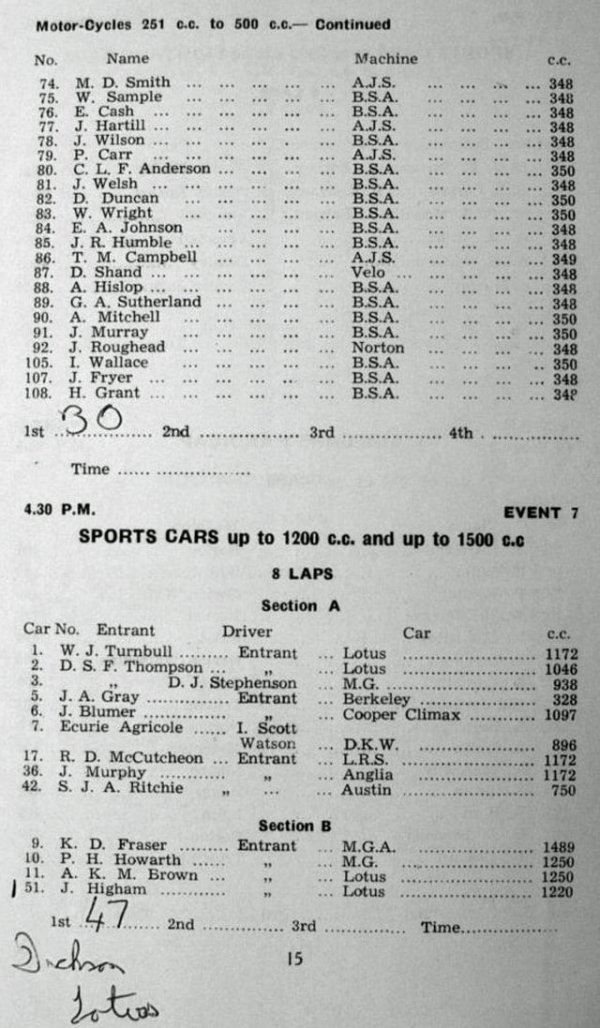 Motor-Cycles 251 c.c. to 500 c.c.— Continued
No. Name Machine c.c.
74. M. D. Smith ... ... ... ... ... A.J.S. ... ... ... ... 348
75. W. Sample ... ... ... ... ... B.S.A. ... ... ... ... 348
76. E. Cash ... ... ... ... ... ... B.S.A. ... ... ... ... 348
77. J. Hartill ... ... ... ... ... ... A.J.S. ... ... ... ... 348
78. J. Wilson ... ... ... . ... ... B.S.A. ... ... ... ... 348
79. P. Carr ... ... ... ... ... ... A.J.S. ... ... ... ... 348
80. C. L. F. Anderson ... ... ... ... B.S.A. ... ... ... ... 350
81. J. Welsh ... ... ... ... ... ... B.S.A. ... ... ... ... 348
82. D. Duncan ... ... ... ... ... B.S.A. ... ... ... ... 350
83. W. Wright ... ... ... ... ... B.S.A. ... ... ... ... 350
84. E. A. Johnson ... ... ... ... ... B.S.A. ... ... ... ... 348
85. J. R. Humble ... ... ... ... ... B.S.A. ... ... ... ... 348
86. T. M. Campbell ... ... ... ... ... A.J.S. ... ... ... ... 349
87. D. Shand ... ... ... ... ... ... Velo ... ... ... ... ... 348
88. A. Hislop ... ... ... ... ... ... B.S.A. ... ... ... ... 348
89. G. A. Sutherland ... ... ... ... B.S.A. ... ... ... ... 348
90. A. Mitchell ... ... ... ... ... B.S.A. ... ... ... ... 350
91. J. Murray ... ... ... ... ... B.S.A. ... ... ... ... 350
92. J. Roughead ... ... ... ... ... Norton ... ... ... ... 348
105. I. Wallace ... ... ... ... ... B.S.A. ... ... ... .. 350
107. J. Fryer ... ... ... ... ... ... B.S.A. ... ... ... ... 348
108. H. Grant ... ... ... ... ... ... B.S.A. ... ... ... ... 348
1st 30 2nd .................. 3rd .................. 4th . ..................
Time ...... ..................
4.30 P.M. EVENT 7
SPORTS CARS up to 1200 c.c. and up to 1500 c.c
8 LAPS
Section A
Car No. Entrant Driver Car c.c.
1. W. J. Turnbull ......... Entrant ... Lotus ........................ 1172
2. D. S. F. Thompson ... „ ... Lotus ........................ 1046
3. „ D. J. Stephenson ... M.G. ........................ 938
5. J. A. Gray ............... Entrant ... Berkeley .................. 328
6. J. Blumer ............... „ ... Cooper Climax ........... 1097
7. Ecurie Agricole ...... I. Scott
Watson ... D.K.W. ..................... 896
17. R. D. McCutcheon ... Entrant ... L.R.S. ..................... 1172
36. J. Murphy ............ „ ... Anglia ..................... 1172
42. S. J. A. Ritchie „ ... ... Austin ..................... 750
Section B
9. K. D. Fraser ......... Entrant ... M.G.A. ..................... 1489
10. P. H. Howarth ...... „ ... M.G. ........................ 1250
11. A. K. M. Brown ... „ ... Lotus ........................ 1250
51. J. Higham ............ „ ... Lotus ........................ 1220
1st 47 2nd ............... 3rd ............... Time..................
15
Dickson
Lotus